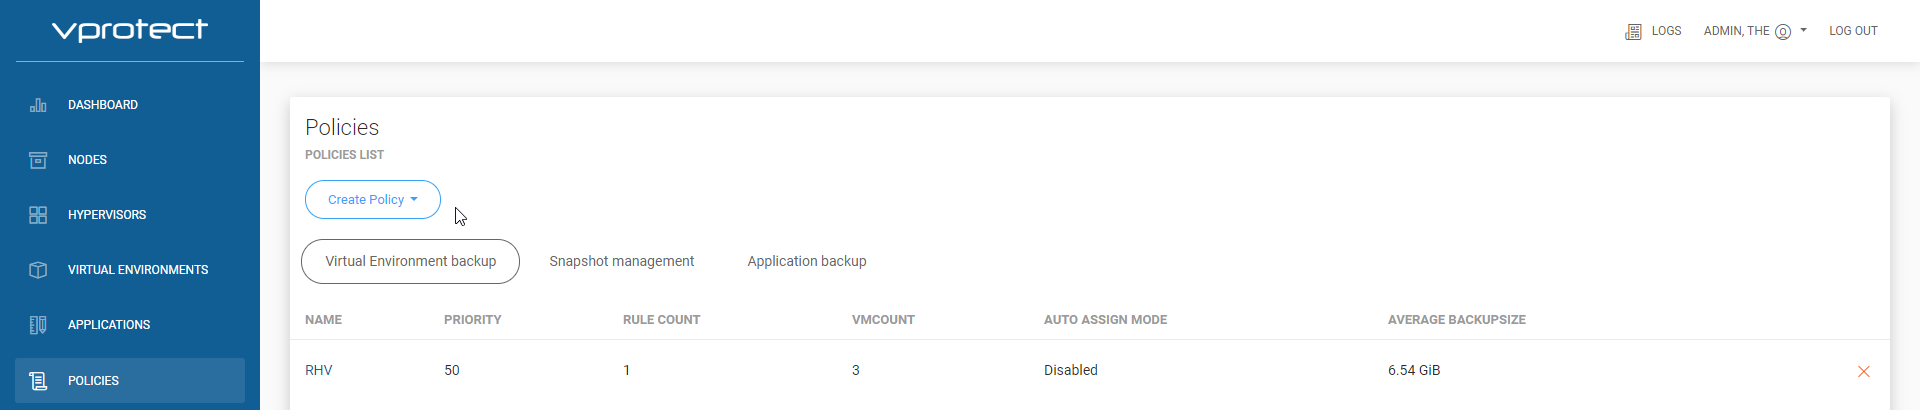 vprotect
LOGS
ADMIN, THE
LOG OUT
DASHBOARD
NODES
HYPERVISORS
VIRTUAL ENVIRONMENTS
APPLICATIONS
POLICIES
Policies
POLICIES LIST
Create Policy
Virtual Environment backup Snapshot management Application backup
NAME PRIORITY RULE COUNT VMCOUNT AUTO ASSIGN MODE AVERAGE BACKUPSIZE
RHV 50 1 3 Disabled 6.54 GiB